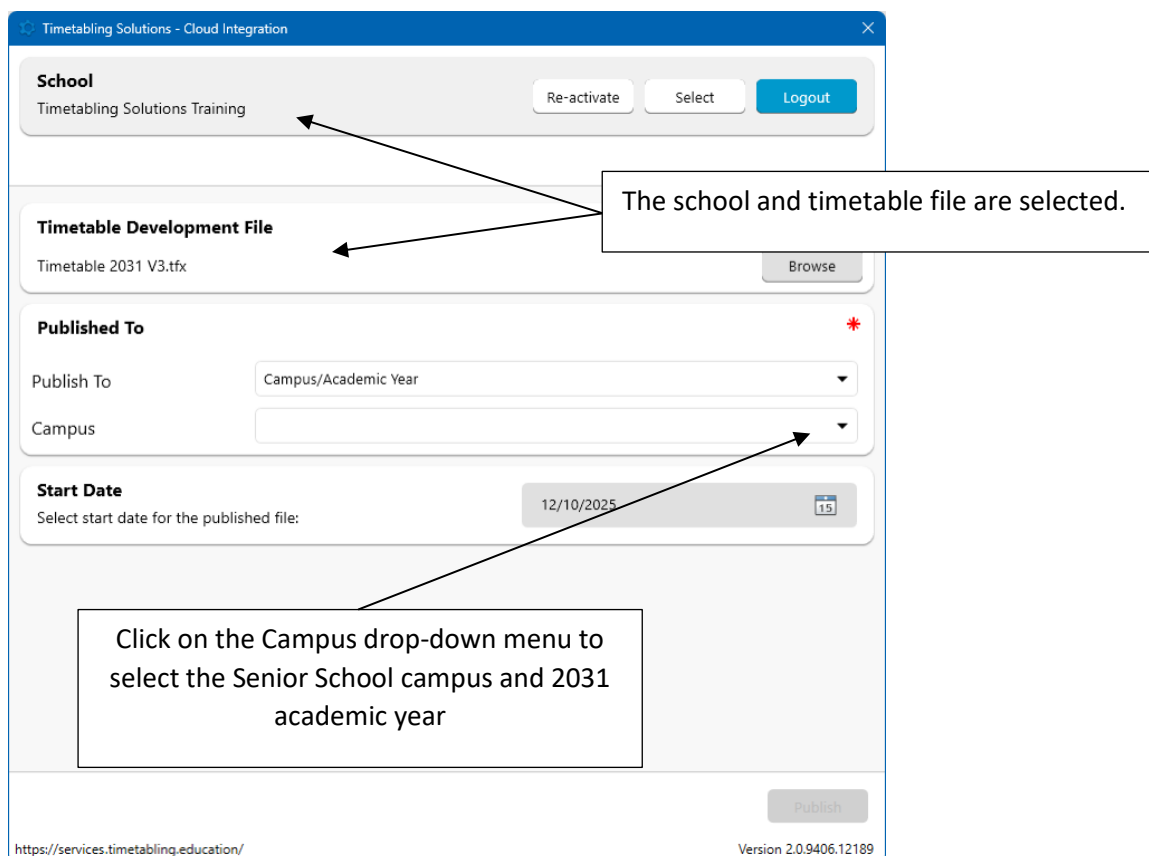 Timetabling Solutions - Cloud Integration
School
Timetabling Solutions Training
Re-activate Select Logout
The school and timetable file are selected.
Timetable Development File
Timetable 2031 V3.tfx
Browse
Published To
*
Publish To
Campus/Academic Year
Campus
Start Date
Select start date for the published file:
12/10/2025
15
Click on the Campus drop-down menu to
select the Senior School campus and 2031
academic year
Publish
https://services.timetabling.education/
Version 2.0.9406.12189